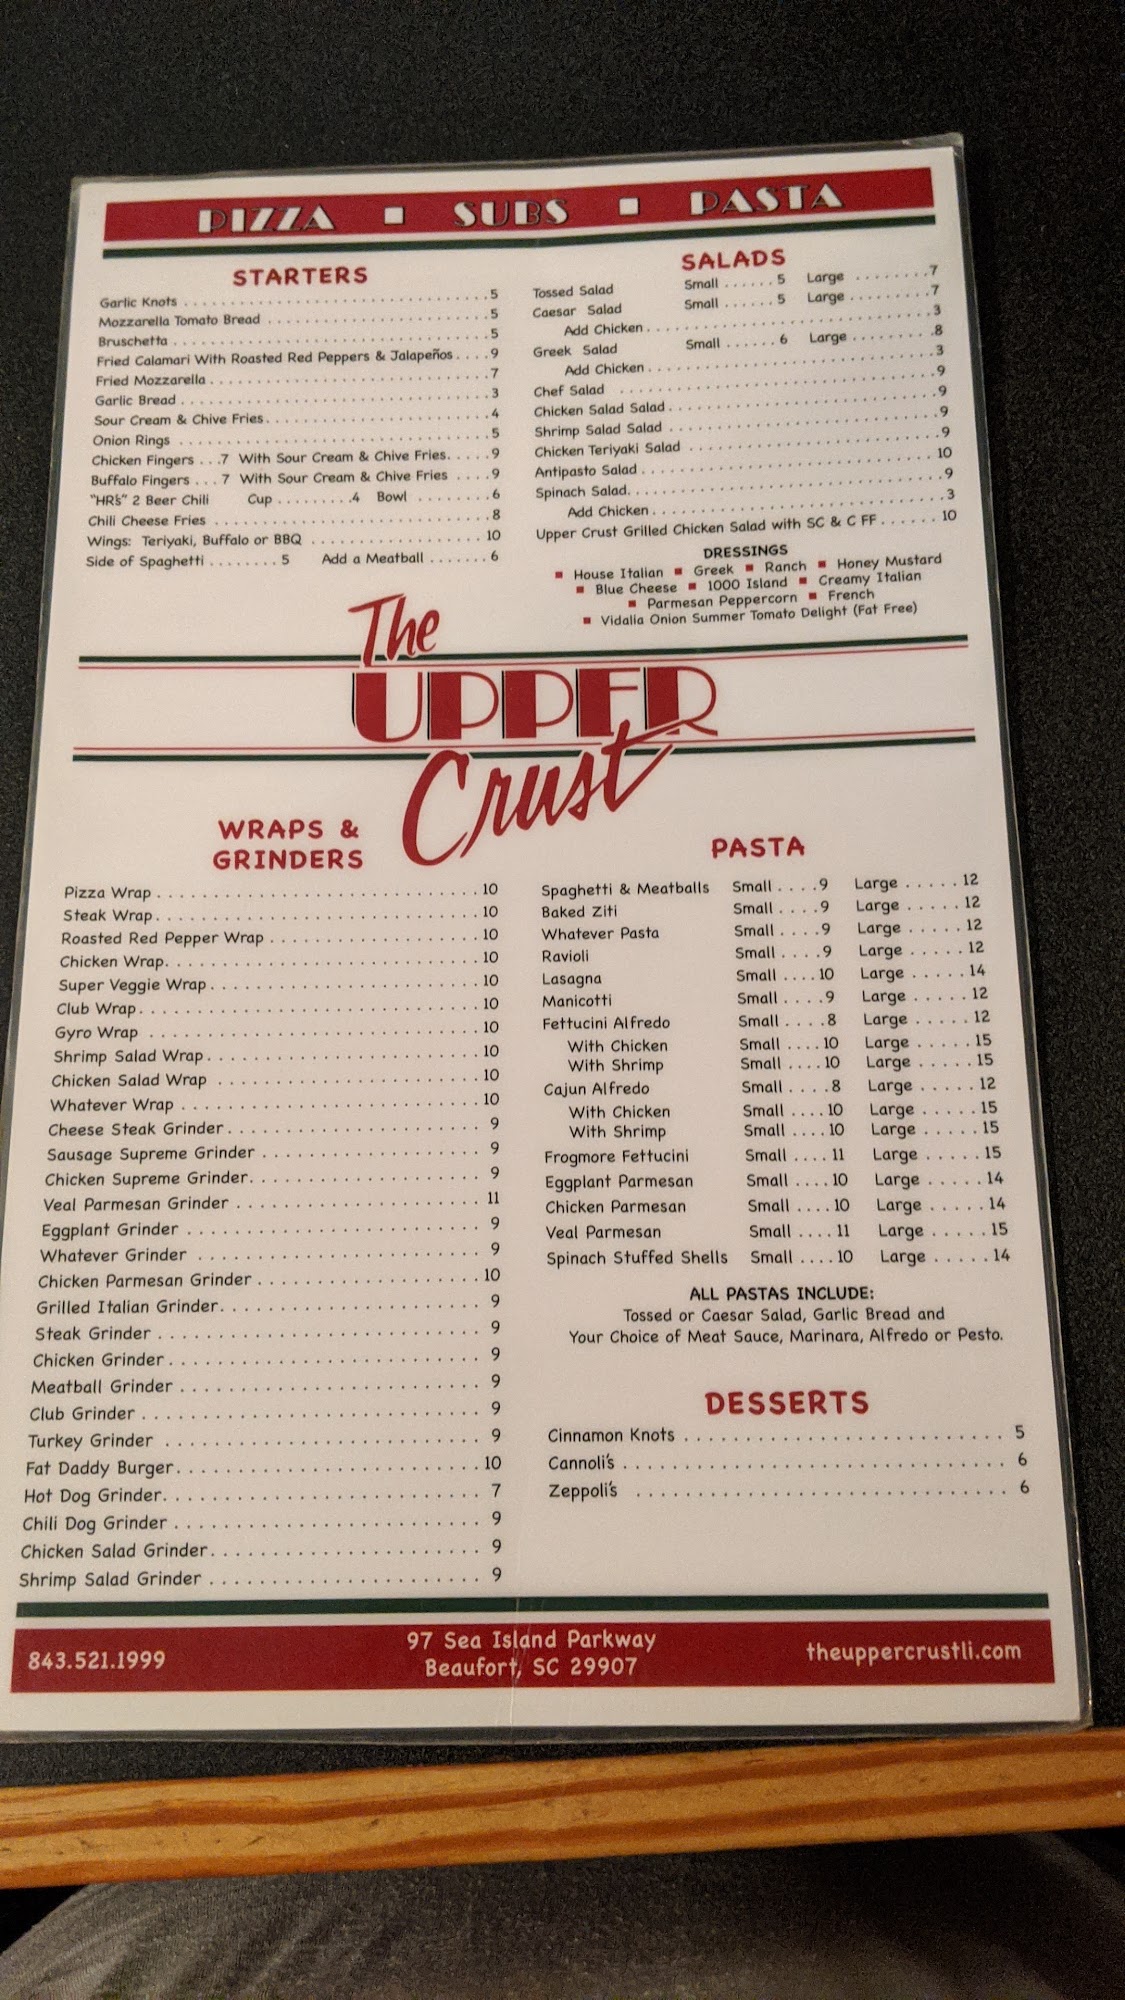 PIZZA ■ SUBS ■ PASTA
STARTERS
Garlic Knots 5
Mozzarella Tomato Bread 5
Bruschetta 5
Fried Calamari With Roasted Red Peppers & Jalapeños 9
Fried Mozzarella 7
Garlic Bread 3
Sour Cream & Chive Fries 4
Onion Rings 5
Chicken Fingers 7 With Sour Cream & Chive Fries 9
Buffalo Fingers 7 With Sour Cream & Chive Fries 9
"HR's" 2 Beer Chili Cup 4 Bowl 6
Chili Cheese Fries 8
Wings: Teriyaki, Buffalo or BBQ 10
Side of Spaghetti 5 Add a Meatball 6
SALADS
Tossed Salad Small 5 Large 7
Caesar Salad Small 5 Large 7
Add Chicken 3
Greek Salad Small 6 Large 8
Add Chicken 3
Chef Salad 9
Chicken Salad Salad 9
Shrimp Salad Salad 9
Chicken Teriyaki Salad 9
Antipasto Salad 10
Spinach Salad 9
Add Chicken 3
Upper Crust Grilled Chicken Salad with SC & C FF 10
DRESSINGS
■ House Italian ■ Greek ■ Ranch ■ Honey Mustard
■ Blue Cheese ■ 1000 Island ■ Creamy Italian
■ Parmesan Peppercorn ■ French
■ Vidalia Onion Summer Tomato Delight (Fat Free)
The
UPPER
Crust
WRAPS &
GRINDERS
Pizza Wrap 10
Steak Wrap 10
Roasted Red Pepper Wrap 10
Chicken Wrap 10
Super Veggie Wrap 10
Club Wrap 10
Gyro Wrap 10
Shrimp Salad Wrap 10
Chicken Salad Wrap 10
Whatever Wrap 10
Cheese Steak Grinder 9
Sausage Supreme Grinder 9
Chicken Supreme Grinder 9
Veal Parmesan Grinder 11
Eggplant Grinder 9
Whatever Grinder 9
Chicken Parmesan Grinder 10
Grilled Italian Grinder 9
Steak Grinder 9
Chicken Grinder 9
Meatball Grinder 9
Club Grinder 9
Turkey Grinder 9
Fat Daddy Burger 10
Hot Dog Grinder 7
Chili Dog Grinder 9
Chicken Salad Grinder 9
Shrimp Salad Grinder 9
PASTA
Spaghetti & Meatballs Small 9 Large 12
Baked Ziti Small 9 Large 12
Whatever Pasta Small 9 Large 12
Ravioli Small 9 Large 12
Lasagna Small 10 Large 14
Manicotti Small 9 Large 12
Fettucini Alfredo Small 8 Large 12
With Chicken Small 10 Large 15
With Shrimp Small 10 Large 15
Cajun Alfredo Small 8 Large 12
With Chicken Small 10 Large 15
With Shrimp Small 10 Large 15
Frogmore Fettucini Small 11 Large 15
Eggplant Parmesan Small 10 Large 14
Chicken Parmesan Small 10 Large 14
Veal Parmesan Small 11 Large 15
Spinach Stuffed Shells Small 10 Large 14
ALL PASTAS INCLUDE:
Tossed or Caesar Salad, Garlic Bread and
Your Choice of Meat Sauce, Marinara, Alfredo or Pesto.
DESSERTS
Cinnamon Knots 5
Cannoli's 6
Zeppoli's 6
843.521.1999
97 Sea Island Parkway
Beaufort, SC 29907
theuppercrustli.com